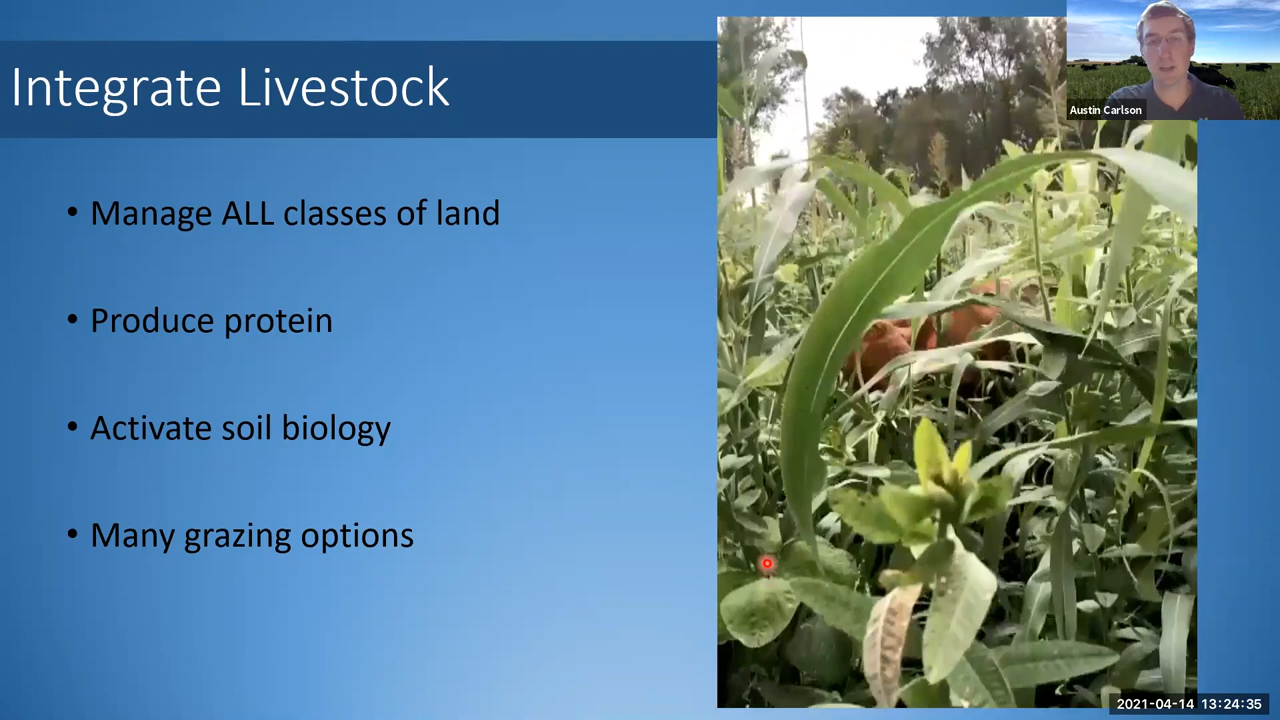 Integrate Livestock
Austin Carlson
• Manage ALL classes of land
• Produce protein
• Activate soil biology
• Many grazing options
2021-04-14 13:24:35